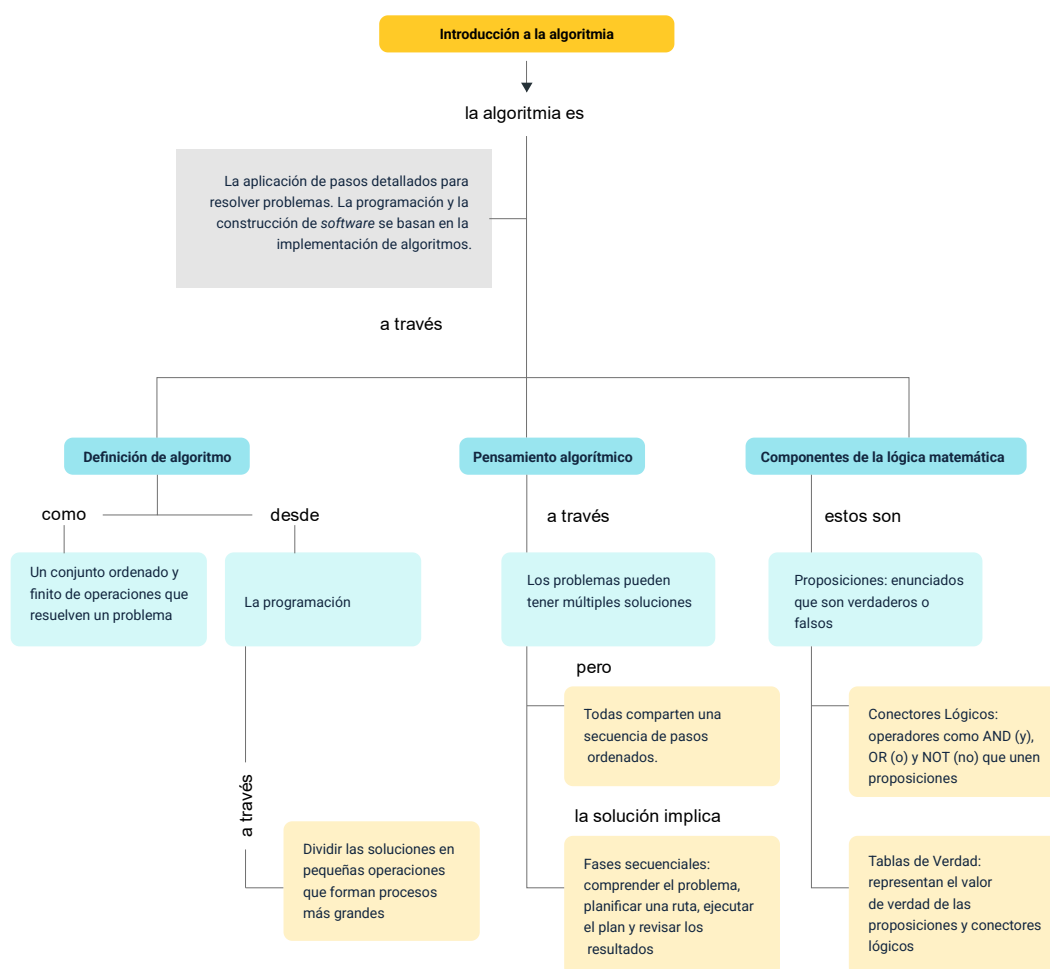 Introducción a la algoritmia
la algoritmia es
La aplicación de pasos detallados para
resolver problemas. La programación y la
construcción de software se basan en la
implementación de algoritmos.
a través
Definición de algoritmo
como
Un conjunto ordenado y
finito de operaciones que
resuelven un problema
desde
La programación
a través
Dividir las soluciones en
pequeñas operaciones
que forman procesos
más grandes
Pensamiento algorítmico
a través
Los problemas pueden
tener múltiples soluciones
pero
Todas comparten una
secuencia de pasos
ordenados.
la solución implica
Fases secuenciales:
comprender el problema,
planificar una ruta, ejecutar
el plan y revisar los
resultados
Componentes de la lógica matemática
estos son
Proposiciones: enunciados
que son verdaderos o
falsos
Conectores Lógicos:
operadores como AND (y),
OR (o) y NOT (no) que unen
proposiciones
Tablas de Verdad:
representan el valor
de verdad de las
proposiciones y conectores
lógicos